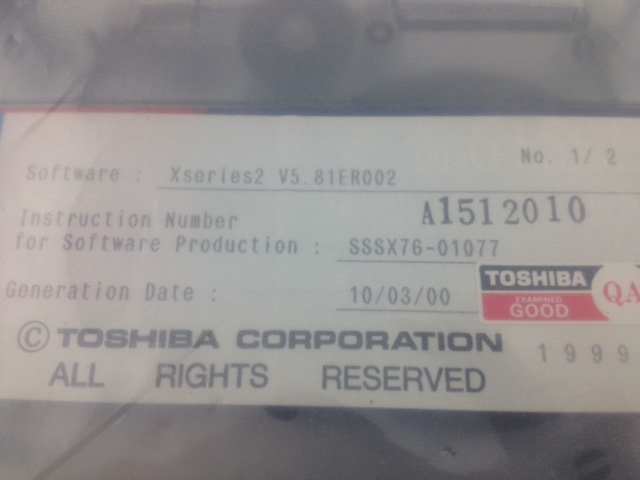 No. 1/ 2
Software : Xseries2 V5.81ER002
A1512010
Instruction Number
for Software Production : SSSX76-01077
Generation Date : 10/03/00
TOSHIBA
EXAMINED
GOOD
QA
© TOSHIBA CORPORATION 1999
ALL RIGHTS RESERVED